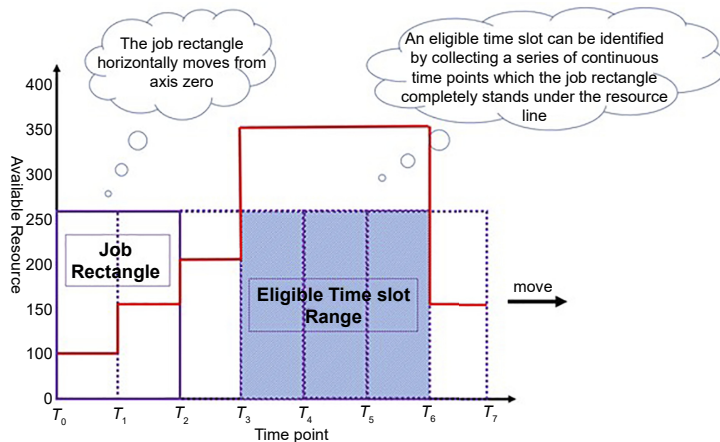 The job rectangle
horizontally moves from
axis zero
An eligible time slot can be identified
by collecting a series of continuous
time points which the job rectangle
completely stands under the resource
line
Available Resource
400
350
300
250
200
150
100
0
Job
Rectangle
Eligible Time slot
Range
move
T0
T1
T2
T3
T4
T5
T6
T7
Time point